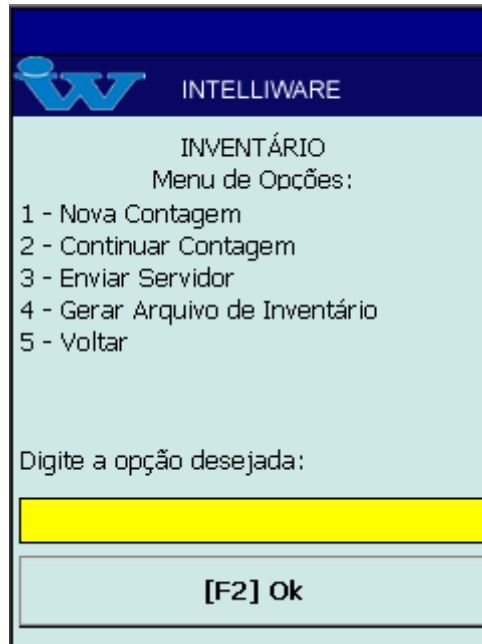 INTELLIWARE
INVENTÁRIO
Menu de Opções:
1 - Nova Contagem
2 - Continuar Contagem
3 - Enviar Servidor
4 - Gerar Arquivo de Inventário
5 - Voltar
Digite a opção desejada:
[F2] Ok